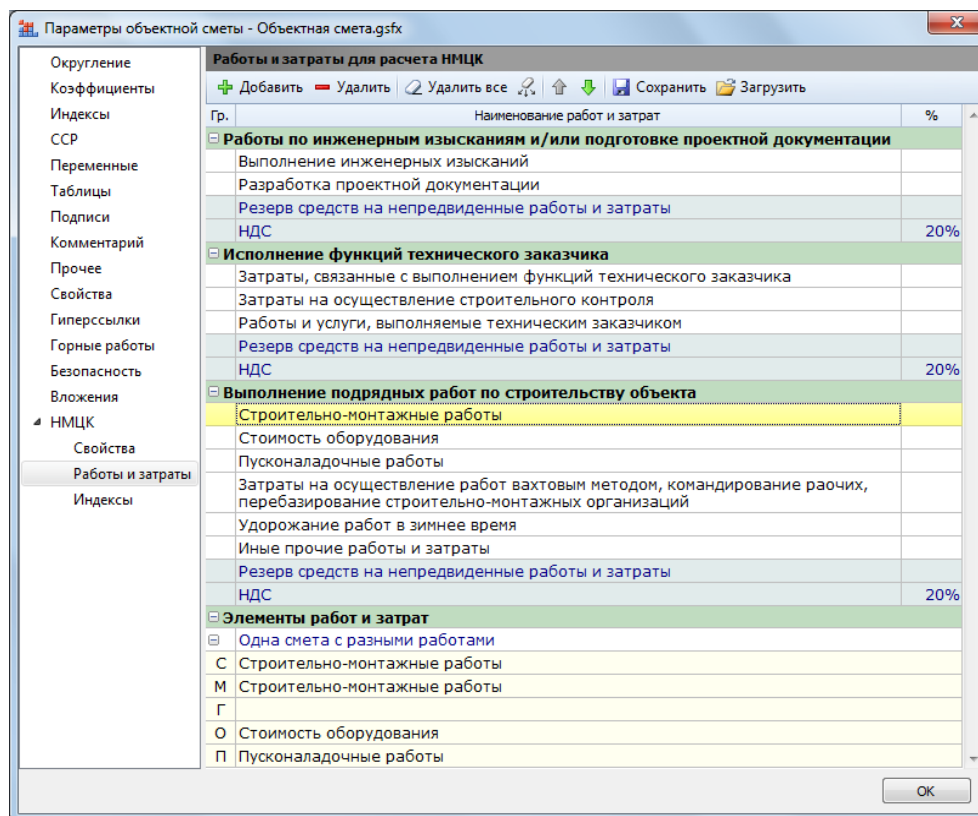 Параметры объектной сметы - Объектная смета.gsfx
Округление
Коэффициенты
Индексы
ССР
Переменные
Таблицы
Подписи
Комментарий
Прочее
Свойства
Гиперссылки
Горные работы
Безопасность
Вложения
НМЦК
Свойства
Работы и затраты
Индексы
Работы и затраты для расчета НМЦК
Добавить Удалить Удалить все Сохранить Загрузить
Гр. Наименование работ и затрат %
Работы по инженерным изысканиям и/или подготовке проектной документации
Выполнение инженерных изысканий
Разработка проектной документации
Резерв средств на непредвиденные работы и затраты
НДС 20%
Исполнение функций технического заказчика
Затраты, связанные с выполнением функций технического заказчика
Затраты на осуществление строительного контроля
Работы и услуги, выполняемые техническим заказчиком
Резерв средств на непредвиденные работы и затраты
НДС 20%
Выполнение подрядных работ по строительству объекта
Строительно-монтажные работы
Стоимость оборудования
Пусконаладочные работы
Затраты на осуществление работ вахтовым методом, командирование раочих,
перебазирование строительно-монтажных организаций
Удорожание работ в зимнее время
Иные прочие работы и затраты
Резерв средств на непредвиденные работы и затраты
НДС 20%
Элементы работ и затрат
Одна смета с разными работами
С Строительно-монтажные работы
М Строительно-монтажные работы
Г
О Стоимость оборудования
П Пусконаладочные работы
ОК